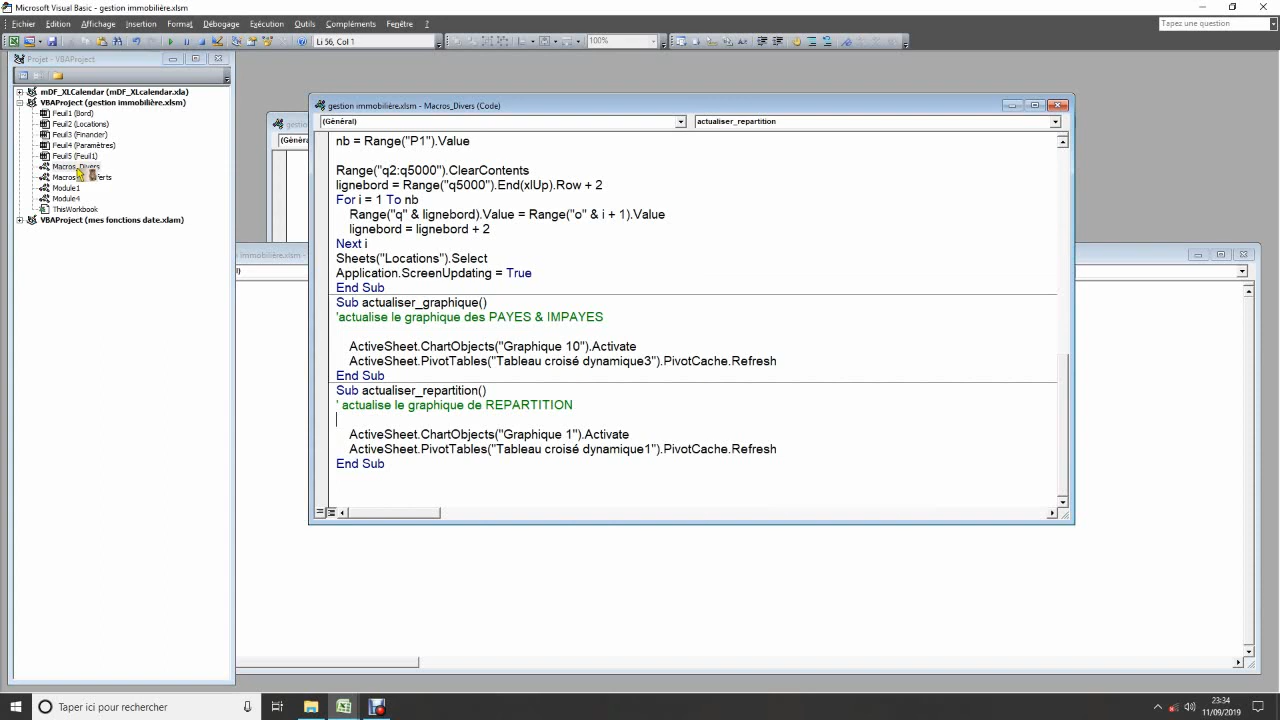 Microsoft Visual Basic - gestion immobilière.xlsm
Fichier Edition Affichage Insertion Format Débogage Exécution Outils Compléments Fenêtre ?
Tapez une question
Li 56, Col 1
100%
Projet - VBAProject
mDF_XLCalendar (mDF_XLcalendar.xla)
VBAProject (gestion immobilière.xlsm)
Feuil1 (Bord)
Feuil2 (Locations)
Feuil3 (Financier)
Feuil4 (Paramètres)
Feuil5 (Feuil1)
Macros_Divers
Module1
Module4
ThisWorkbook
VBAProject (mes fonctions date.xlam)
gestion immobilière.xlsm - Macros_Divers (Code)
(Général)
actualiser_repartition
nb = Range("P1").Value
Range("q2:q5000").ClearContents
lignebord = Range("q5000").End(xlUp).Row + 2
For i = 1 To nb
Range("q" & lignebord).Value = Range("o" & i + 1).Value
lignebord = lignebord + 2
Next i
Sheets("Locations").Select
Application.ScreenUpdating = True
End Sub
Sub actualiser_graphique()
'actualise le graphique des PAYES & IMPAYES
ActiveSheet.ChartObjects("Graphique 10").Activate
ActiveSheet.PivotTables("Tableau croisé dynamique3").PivotCache.Refresh
End Sub
Sub actualiser_repartition()
' actualise le graphique de REPARTITION
ActiveSheet.ChartObjects("Graphique 1").Activate
ActiveSheet.PivotTables("Tableau croisé dynamique1").PivotCache.Refresh
End Sub
Taper ici pour rechercher
23:34
11/09/2019